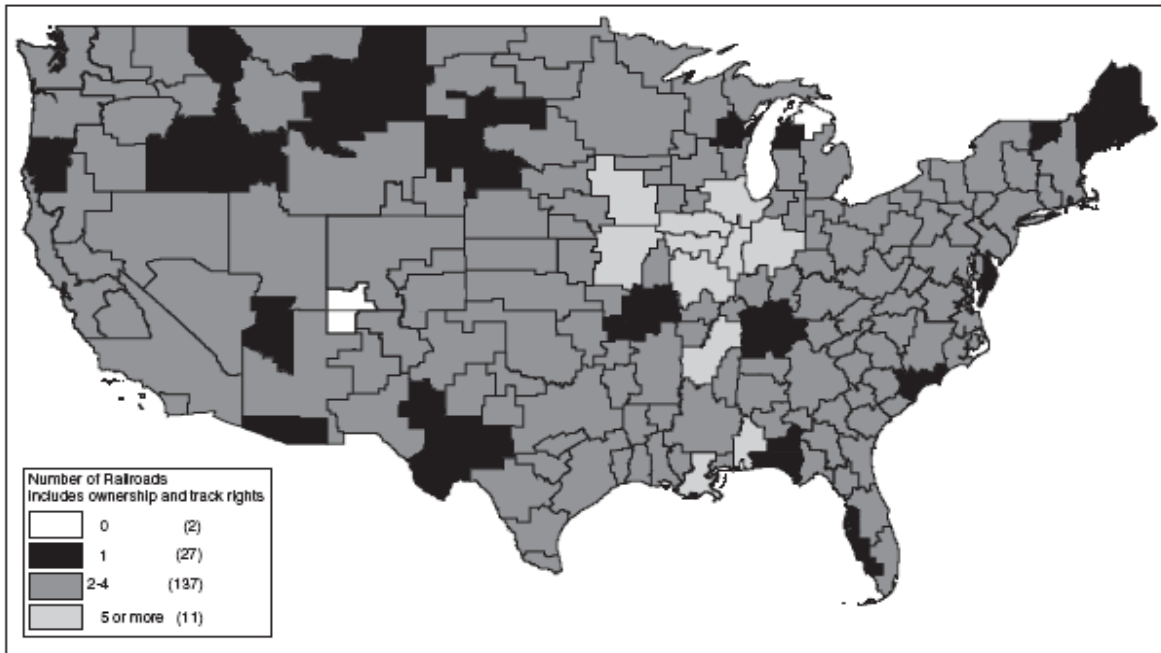 Number of Railroads
Includes ownership and track rights
0 (2)
1 (27)
2-4 (137)
5 or more (11)